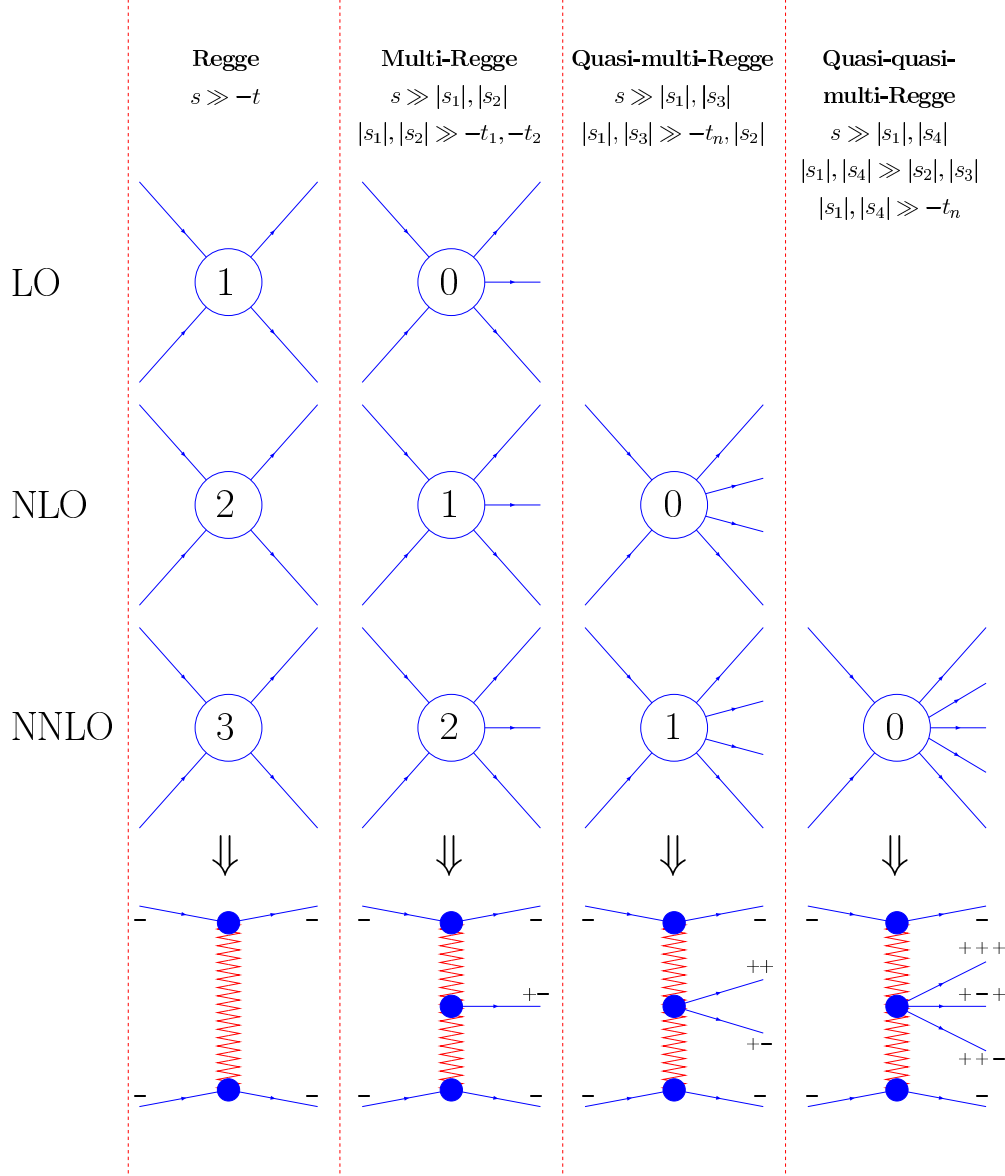 Regge
s ≫ −t
Multi-Regge
s ≫ |s₁|, |s₂|
|s₁|, |s₂| ≫ −t₁, −t₂
Quasi-multi-Regge
s ≫ |s₁|, |s₃|
|s₁|, |s₃| ≫ −tₙ, |s₂|
Quasi-quasi-
multi-Regge
s ≫ |s₁|, |s₄|
|s₁|, |s₄| ≫ |s₂|, |s₃|
|s₁|, |s₄| ≫ −tₙ
LO 1 0
NLO 2 1 0
NNLO 3 2 1 0
⇓ ⇓ ⇓ ⇓
− − − − − − − −
+++
++
+− +−+
+−
++−
− − − − − − − −